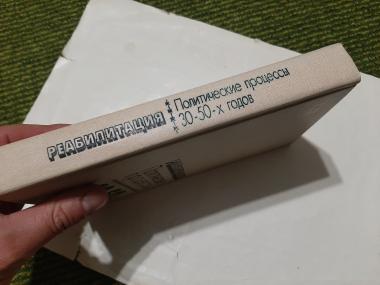 РЕАБИЛИТАЦИЯ
Политические процессы
30-50-х годов